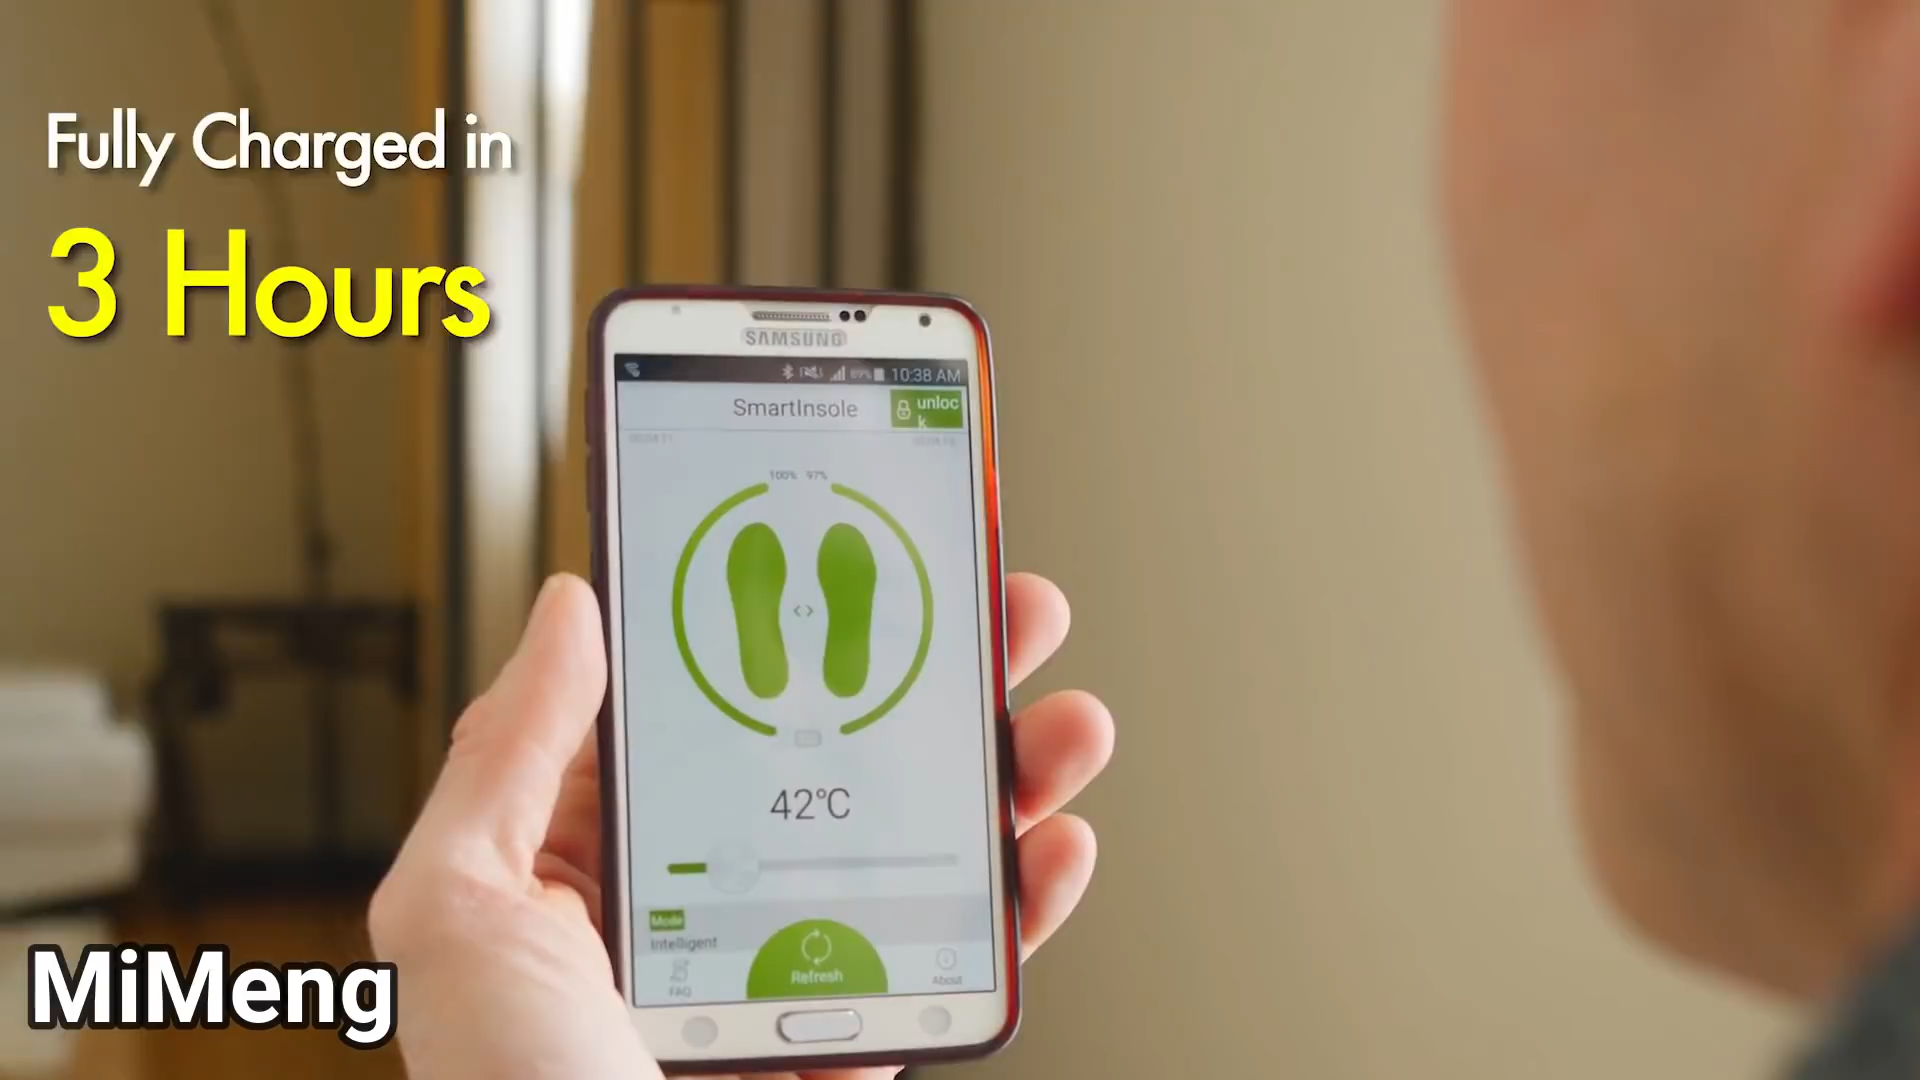 Fully Charged in
3 Hours
SAMSUNG
89% 10:38 AM
SmartInsole
unloc
k
100% 97%
42°C
Mode
Intelligent
Refresh
FAQ
About
MiMeng